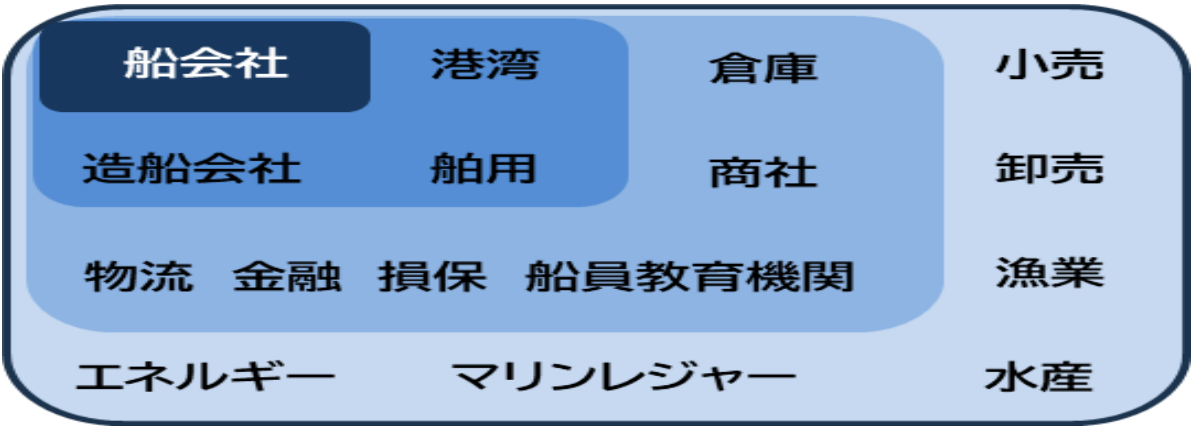 船会社 港湾 倉庫 小売
造船会社 舶用 商社 卸売
物流 金融 損保 船員教育機関 漁業
エネルギー マリンレジャー 水産